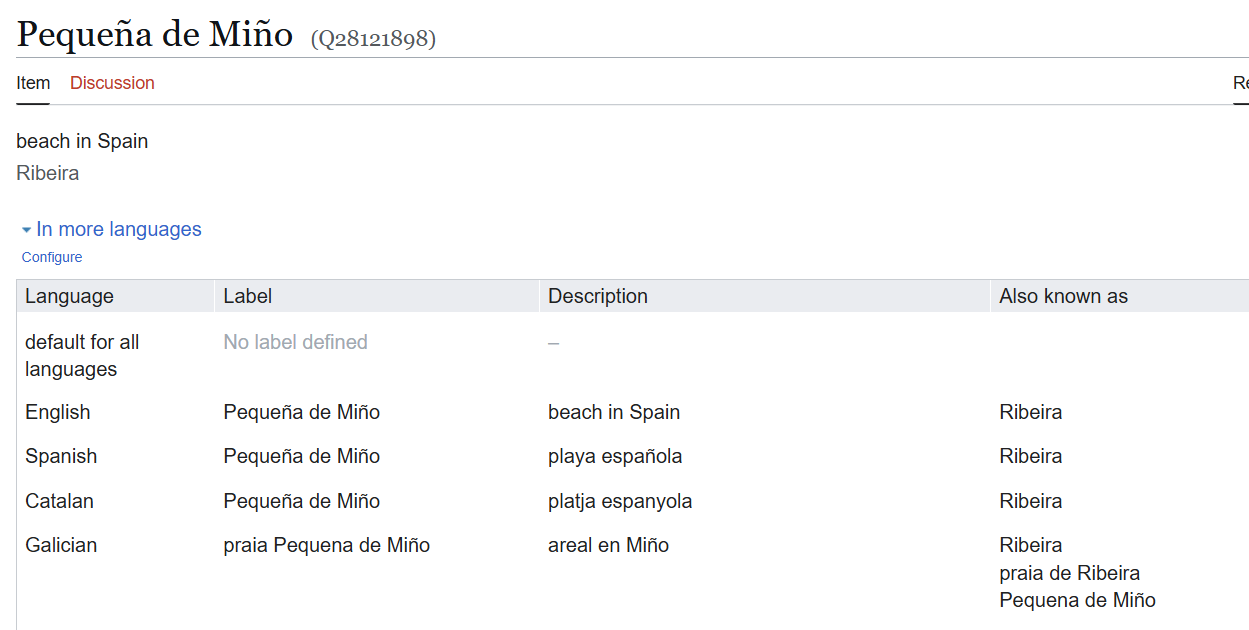 Pequeña de Miño (Q28121898)
Item Discussion Re
beach in Spain
Ribeira
In more languages
Configure
Language Label Description Also known as
default for all languages No label defined –
English Pequeña de Miño beach in Spain Ribeira
Spanish Pequeña de Miño playa española Ribeira
Catalan Pequeña de Miño platja espanyola Ribeira
Galician praia Pequena de Miño areal en Miño Ribeira
praia de Ribeira
Pequena de Miño